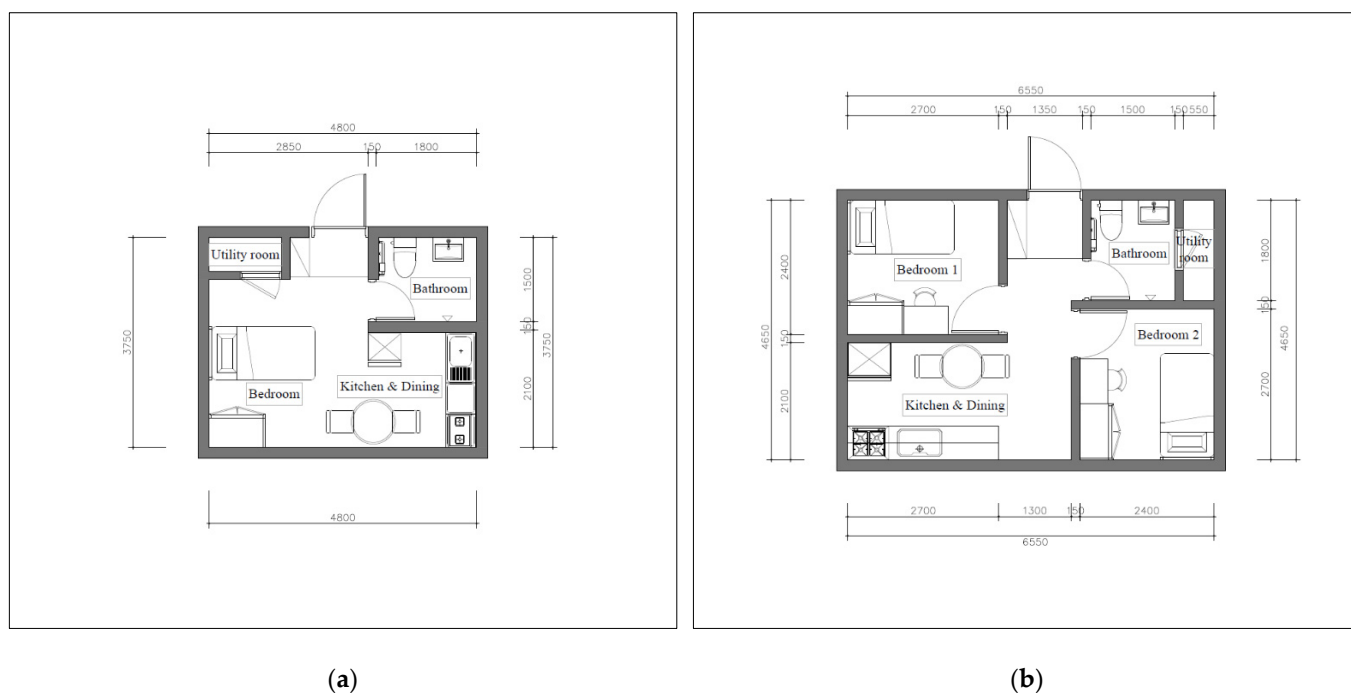 4800
2850 150 1800
Utility room
Bathroom
Bedroom
Kitchen & Dining
3750
1500
150
2100
3750
4800
6550
2700 150 1350 150 1500 150 550
Bedroom 1
Bathroom
Utility
room
Bedroom 2
Kitchen & Dining
4650
2400
150
2100
1800
150
2700
4650
2700 1300 150 2400
6550
(a)
(b)